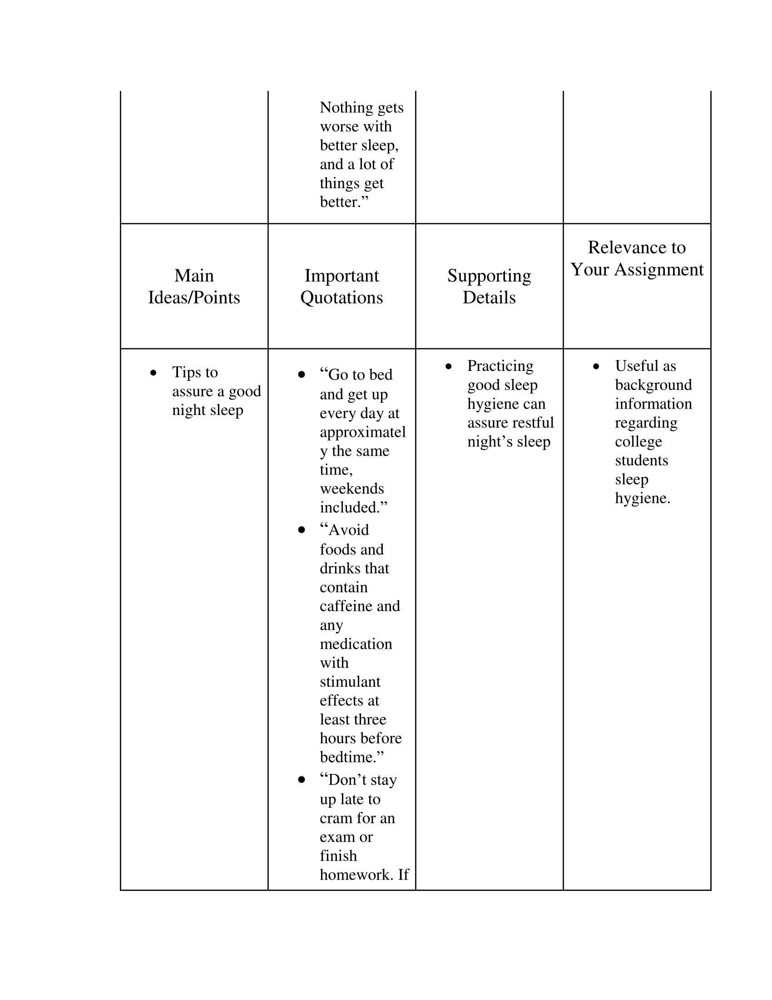 Nothing gets
worse with
better sleep,
and a lot of
things get
better.”
Main
Ideas/Points
Important
Quotations
Supporting
Details
Relevance to
Your Assignment
• Tips to
assure a good
night sleep
• “Go to bed
and get up
every day at
approximatel
y the same
time,
weekends
included.”
• “Avoid
foods and
drinks that
contain
caffeine and
any
medication
with
stimulant
effects at
least three
hours before
bedtime.”
• “Don’t stay
up late to
cram for an
exam or
finish
homework. If
• Practicing
good sleep
hygiene can
assure restful
night’s sleep
• Useful as
background
information
regarding
college
students
sleep
hygiene.